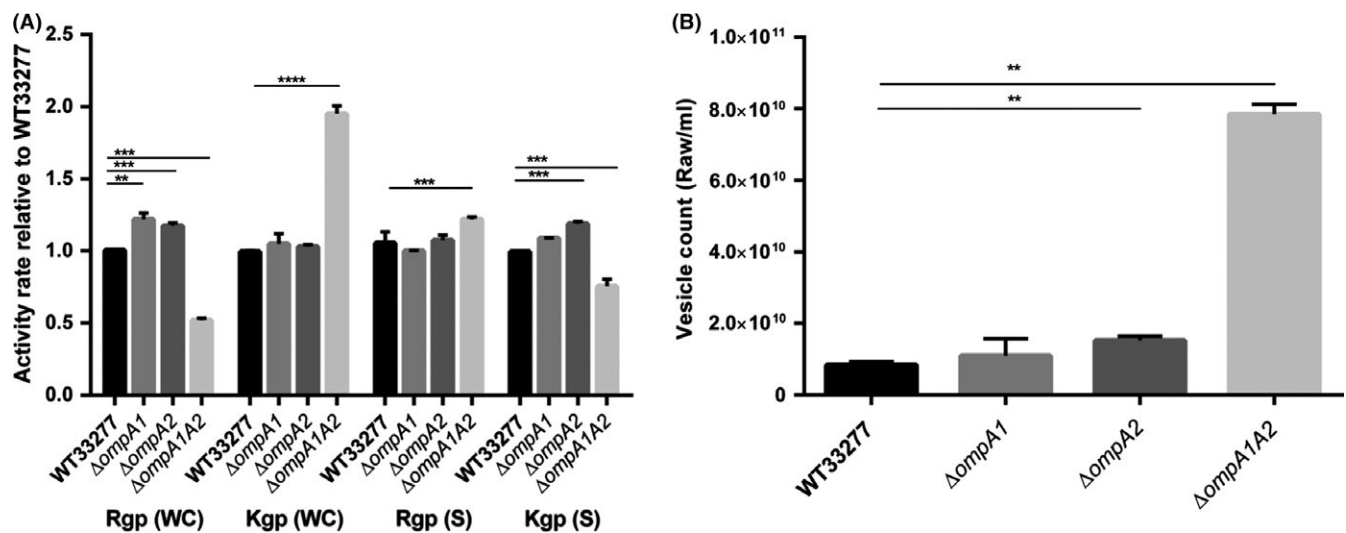 (A)
Activity rate relative to WT33277
2.5
2.0
1.5
1.0
0.5
0.0
***
***
**
****
***
***
***
WT33277
ΔompA1
ΔompA2
ΔompA1A2
WT33277
ΔompA1
ΔompA2
ΔompA1A2
WT33277
ΔompA1
ΔompA2
ΔompA1A2
WT33277
ΔompA1
ΔompA2
ΔompA1A2
Rgp (WC)
Kgp (WC)
Rgp (S)
Kgp (S)
(B)
Vesicle count (Raw/ml)
1.0×10¹¹
8.0×10¹⁰
6.0×10¹⁰
4.0×10¹⁰
2.0×10¹⁰
0
**
**
WT33277
ΔompA1
ΔompA2
ΔompA1A2